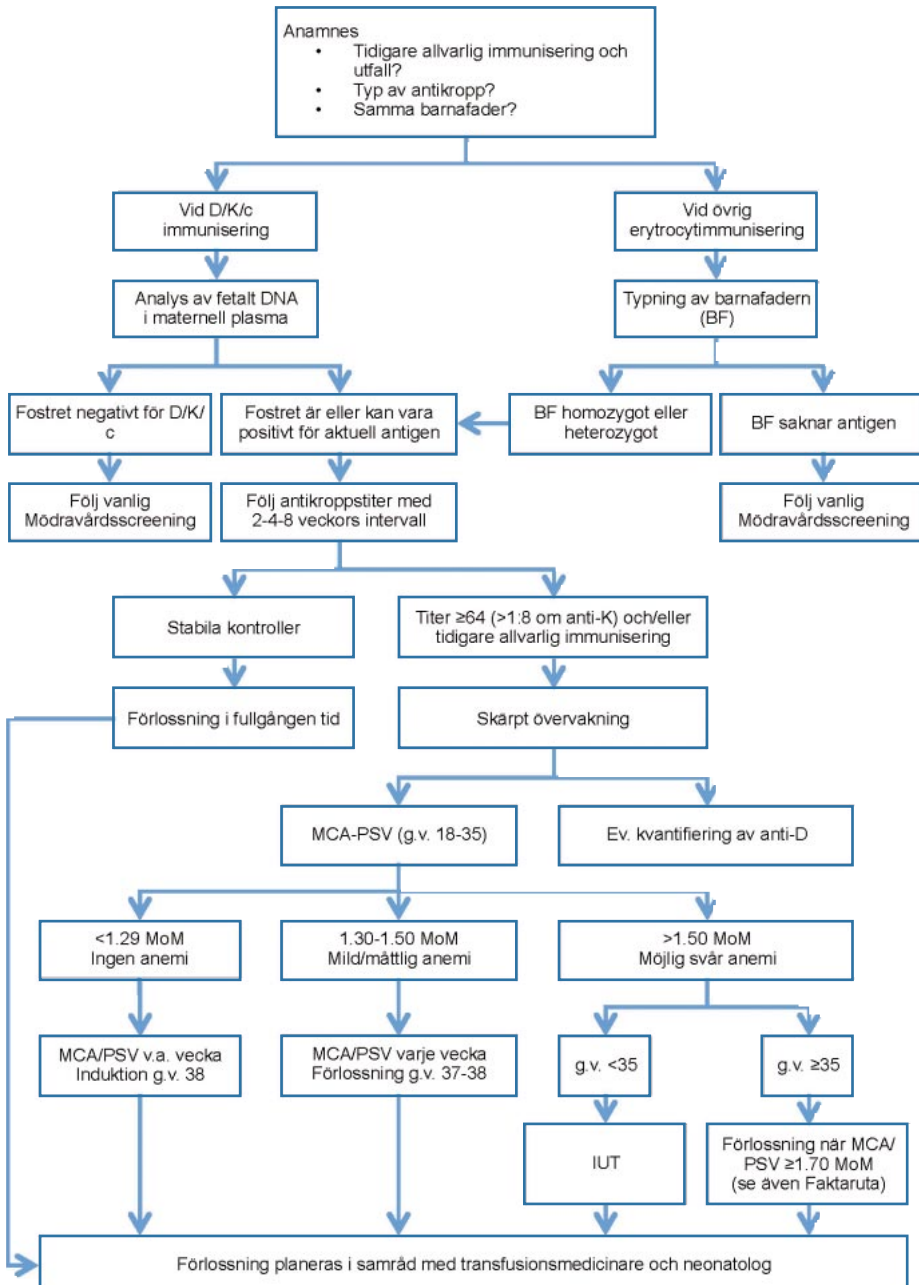 Anamnes
• Tidigare allvarlig immunisering och
utfall?
• Typ av antikropp?
• Samma barnafader?
Vid D/K/c
immunisering
Vid övrig
erytrocytimmunisering
Analys av fetalt DNA
i maternell plasma
Typning av barnafadern
(BF)
Fostret negativt för D/K/
c
Fostret är eller kan vara
positivt för aktuell antigen
BF homozygot eller
heterozygot
BF saknar antigen
Följ vanlig
Mödravårdsscreening
Följ antikroppstiter med
2-4-8 veckors intervall
Följ vanlig
Mödravårdsscreening
Stabila kontroller
Titer ≥64 (>1:8 om anti-K) och/eller
tidigare allvarlig immunisering
Förlossning i fullgången tid
Skärpt övervakning
MCA-PSV (g.v. 18-35)
Ev. kvantifiering av anti-D
<1.29 MoM
Ingen anemi
1.30-1.50 MoM
Mild/måttlig anemi
>1.50 MoM
Möjlig svår anemi
MCA/PSV v.a. vecka
Induktion g.v. 38
MCA/PSV varje vecka
Förlossning g.v. 37-38
g.v. <35
g.v. ≥35
IUT
Förlossning när MCA/
PSV ≥1.70 MoM
(se även Faktaruta)
Förlossning planeras i samråd med transfusionsmedicinare och neonatolog